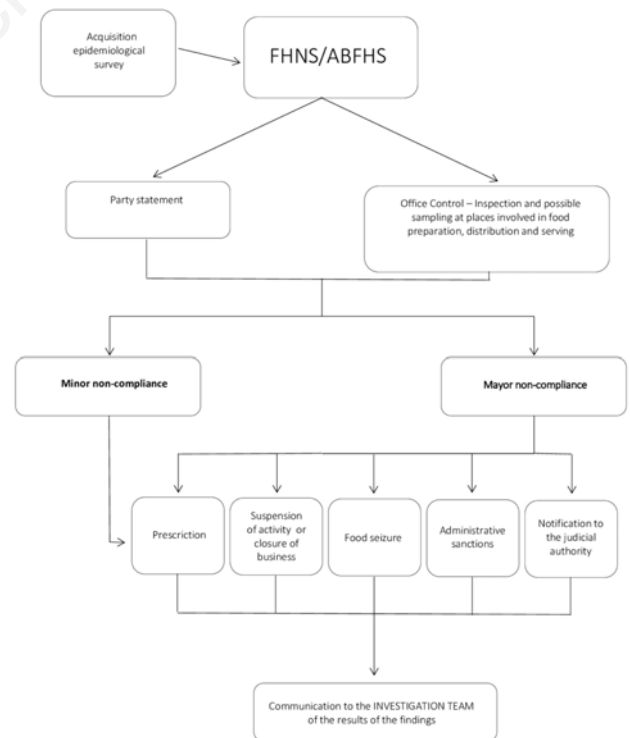 Acquisition
epidemiological
survey
FHNS/ABFHS
Party statement
Office Control – Inspection and possible
sampling at places involved in food
preparation, distribution and serving
Minor non-compliance
Mayor non-compliance
Prescriction
Suspension
of activity or
closure of
business
Food seizure
Administrative
sanctions
Notification to
the judicial
authority
Communication to the INVESTIGATION TEAM
of the results of the findings